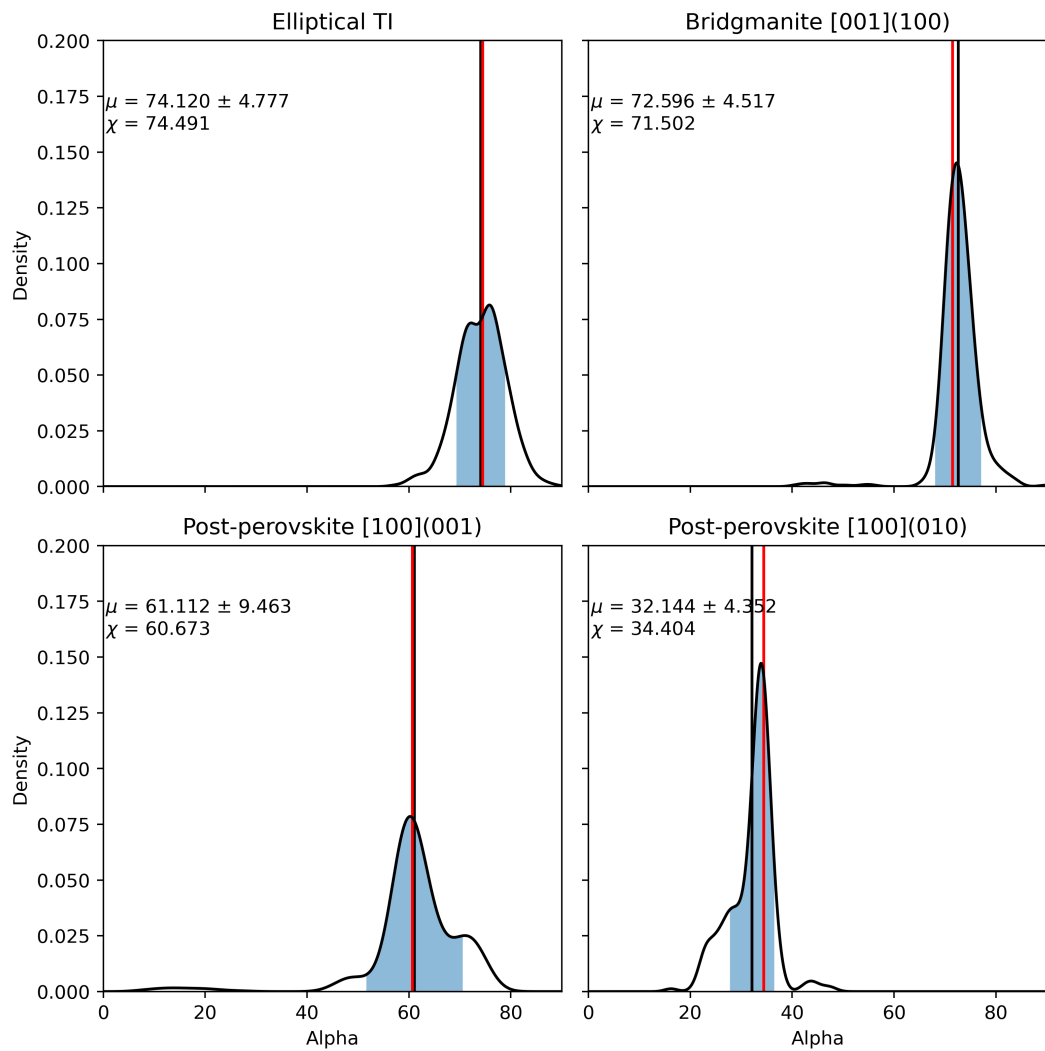 Elliptical TI
0.200
0.175
0.150
0.125
0.100
0.075
0.050
0.025
0.000
Density
μ = 74.120 ± 4.777
χ = 74.491
Bridgmanite [001](100)
μ = 72.596 ± 4.517
χ = 71.502
Post-perovskite [100](001)
0.200
0.175
0.150
0.125
0.100
0.075
0.050
0.025
0.000
Density
μ = 61.112 ± 9.463
χ = 60.673
0 20 40 60 80
Alpha
Post-perovskite [100](010)
μ = 32.144 ± 4.352
χ = 34.404
0 20 40 60 80
Alpha